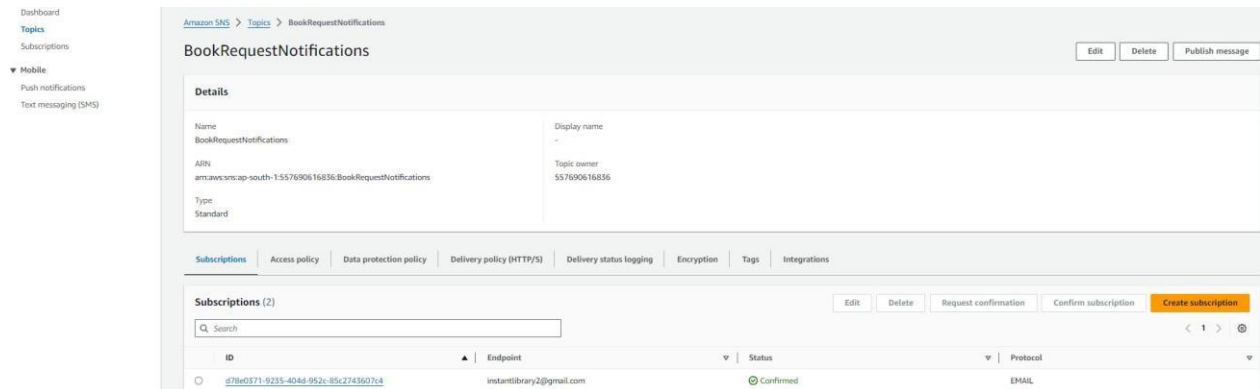 Dashboard
Topics
Subscriptions
Mobile
Push notifications
Text messaging (SMS)
Amazon SNS > Topics > BookRequestNotifications
BookRequestNotifications
Edit Delete Publish message
Details
Name
BookRequestNotifications
Display name
-
ARN
arn:aws:sns:ap-south-1:557690616836:BookRequestNotifications
Topic owner
557690616836
Type
Standard
Subscriptions Access policy Data protection policy Delivery policy (HTTP/S) Delivery status logging Encryption Tags Integrations
Subscriptions (2)
Edit Delete Request confirmation Confirm subscription Create subscription
Search
< 1 >
ID Endpoint Status Protocol
d78e0371-9235-404d-952c-85c2743607c4 instantlibrary2@gmail.com Confirmed EMAIL